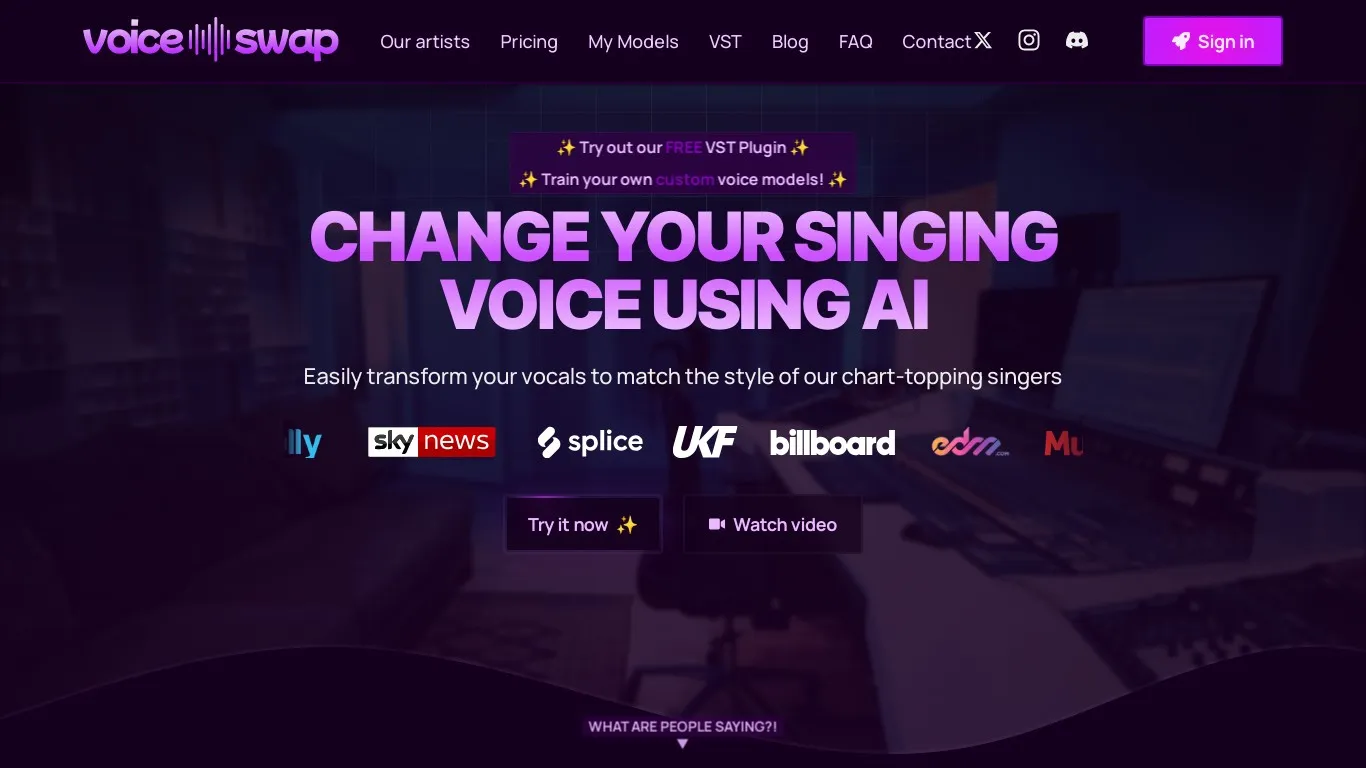 voice swap
Our artists Pricing My Models VST Blog FAQ Contact
Sign in
✨ Try out our FREE VST Plugin ✨
✨ Train your own custom voice models! ✨
CHANGE YOUR SINGING
VOICE USING AI
Easily transform your vocals to match the style of our chart-topping singers
lly sky news splice UKF billboard edm.com Mu
Try it now ✨ Watch video
WHAT ARE PEOPLE SAYING?!